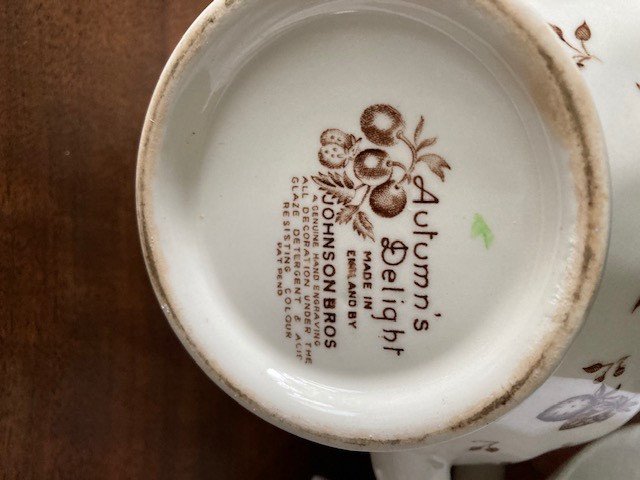 Autumn's
Delight
MADE IN
ENGLAND BY
JOHNSON BROS
A GENUINE HAND ENGRAVING
ALL DECORATION UNDER THE
GLAZE DETERGENT & ACID
RESISTING COLOUR
PAT PEND